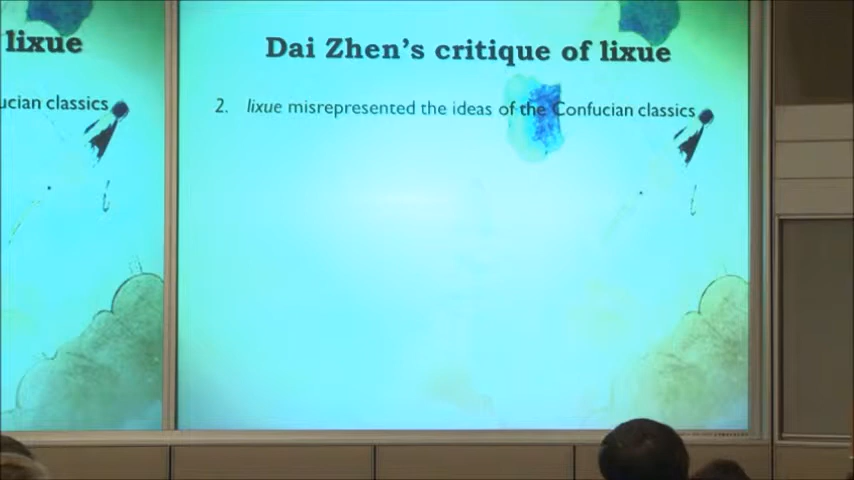 lixue
ucian classics
Dai Zhen's critique of lixue
2. lixue misrepresented the ideas of the Confucian classics